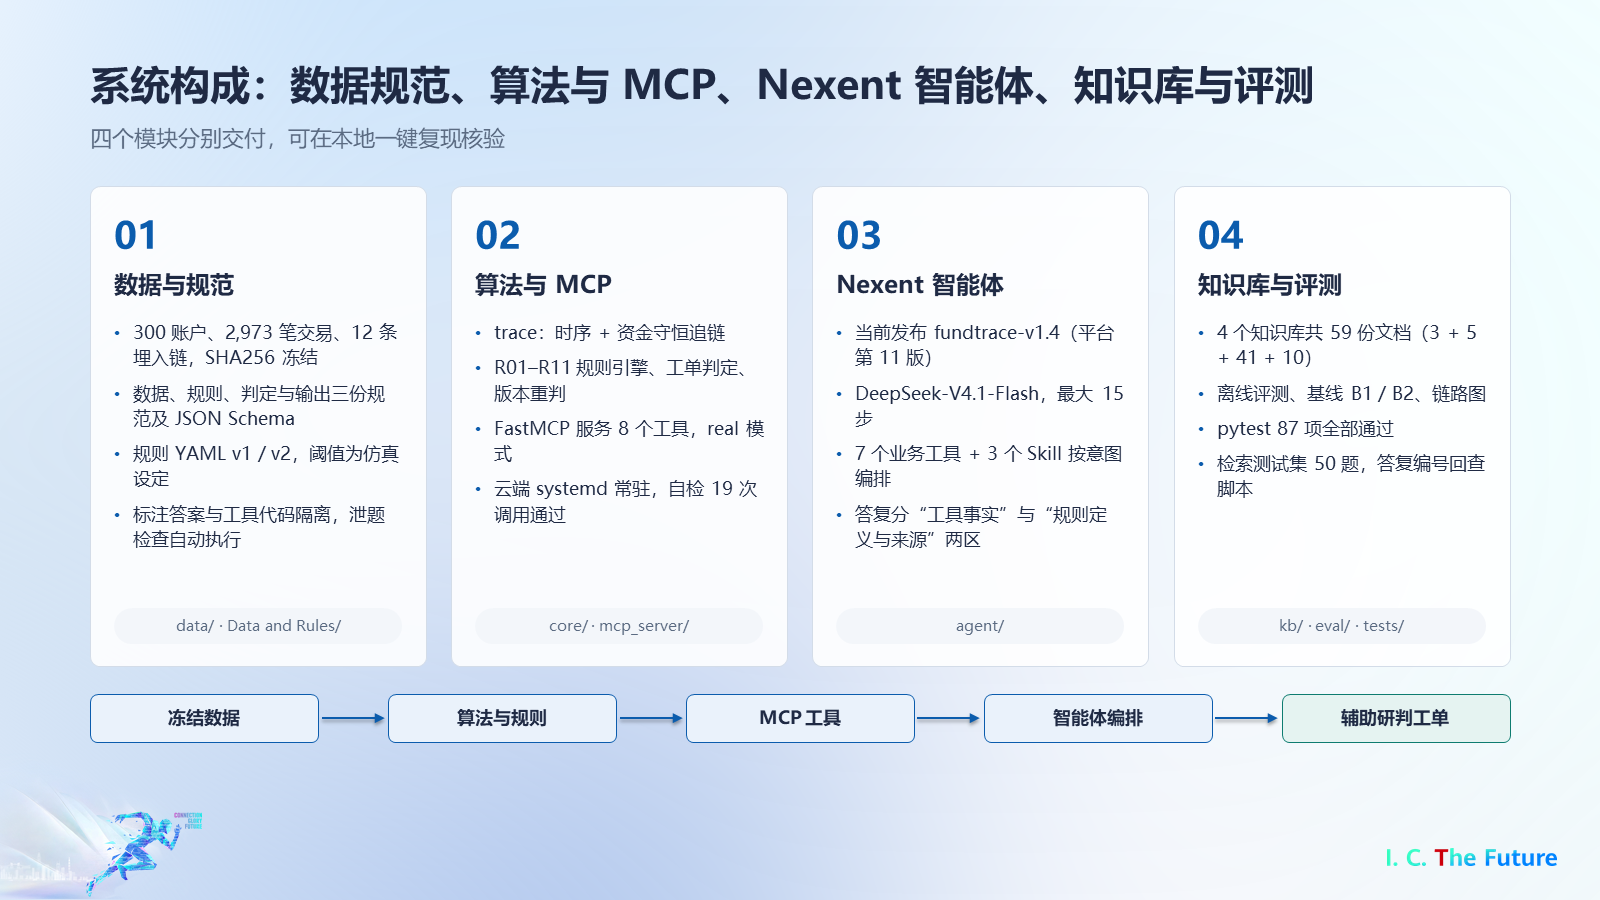 系统构成：数据规范、算法与 MCP、Nexent 智能体、知识库与评测
四个模块分别交付，可在本地一键复现核验
01
数据与规范
• 300 账户、2,973 笔交易、12 条
埋入链，SHA256 冻结
• 数据、规则、判定与输出三份规
范及 JSON Schema
• 规则 YAML v1 / v2，阈值为仿真
设定
• 标注答案与工具代码隔离，泄题
检查自动执行
data/ · Data and Rules/
02
算法与 MCP
• trace：时序 + 资金守恒追链
• R01–R11 规则引擎、工单判定、
版本重判
• FastMCP 服务 8 个工具，real 模
式
• 云端 systemd 常驻，自检 19 次
调用通过
core/ · mcp_server/
03
Nexent 智能体
• 当前发布 fundtrace-v1.4（平台
第 11 版）
• DeepSeek-V4.1-Flash，最大 15
步
• 7 个业务工具 + 3 个 Skill 按意图
编排
• 答复分“工具事实”与“规则定
义与来源”两区
agent/
04
知识库与评测
• 4 个知识库共 59 份文档（3 + 5
+ 41 + 10）
• 离线评测、基线 B1 / B2、链路图
• pytest 87 项全部通过
• 检索测试集 50 题，答复编号回查
脚本
kb/ · eval/ · tests/
冻结数据
算法与规则
MCP 工具
智能体编排
辅助研判工单
CONNECTION
GLORY
FUTURE
I. C. The Future